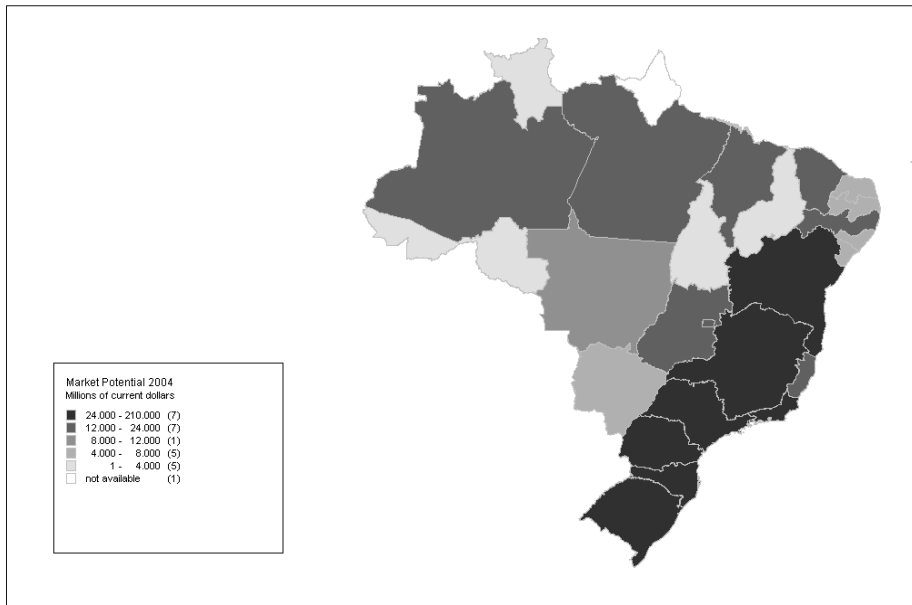 Market Potential 2004
Millions of current dollars
24.000 - 210.000 (7)
12.000 - 24.000 (7)
8.000 - 12.000 (1)
4.000 - 8.000 (5)
1 - 4.000 (5)
not available (1)